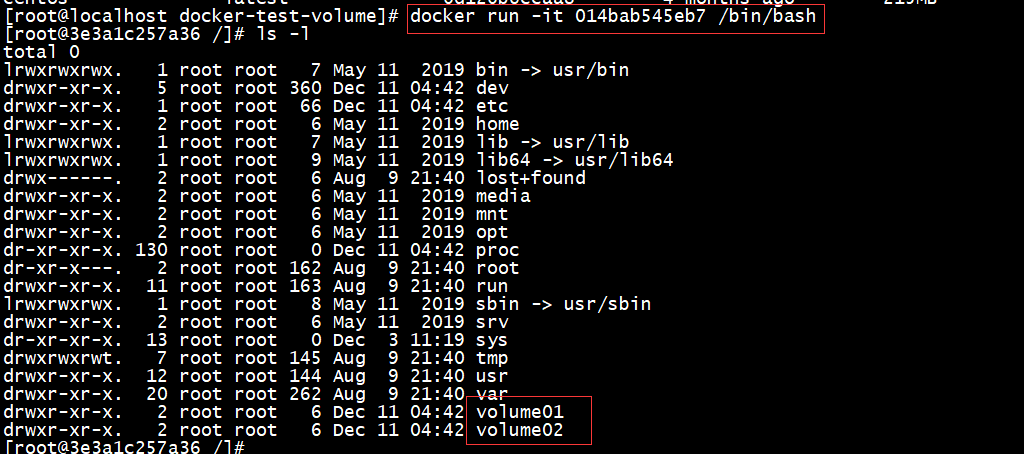 [root@localhost docker-test-volume]# docker run -it 014bab545eb7 /bin/bash
[root@3e3a1c257a36 /]# ls -l
total 0
lrwxrwxrwx.   1 root root   7 May 11  2019 bin -> usr/bin
drwxr-xr-x.   5 root root 360 Dec 11 04:42 dev
drwxr-xr-x.   1 root root  66 Dec 11 04:42 etc
drwxr-xr-x.   2 root root   6 May 11  2019 home
lrwxrwxrwx.   1 root root   7 May 11  2019 lib -> usr/lib
lrwxrwxrwx.   1 root root   9 May 11  2019 lib64 -> usr/lib64
drwx------.   2 root root   6 Aug  9 21:40 lost+found
drwxr-xr-x.   2 root root   6 May 11  2019 media
drwxr-xr-x.   2 root root   6 May 11  2019 mnt
drwxr-xr-x.   2 root root   6 May 11  2019 opt
dr-xr-xr-x. 130 root root   0 Dec 11 04:42 proc
dr-xr-x---.   2 root root 162 Aug  9 21:40 root
drwxr-xr-x.  11 root root 163 Aug  9 21:40 run
lrwxrwxrwx.   1 root root   8 May 11  2019 sbin -> usr/sbin
drwxr-xr-x.   2 root root   6 May 11  2019 srv
dr-xr-xr-x.  13 root root   0 Dec  3 11:19 sys
drwxrwxrwt.   7 root root 145 Aug  9 21:40 tmp
drwxr-xr-x.  12 root root 144 Aug  9 21:40 usr
drwxr-xr-x.  20 root root 262 Aug  9 21:40 var
drwxr-xr-x.   2 root root   6 Dec 11 04:42 volume01
drwxr-xr-x.   2 root root   6 Dec 11 04:42 volume02
[root@3e3a1c257a36 /]#